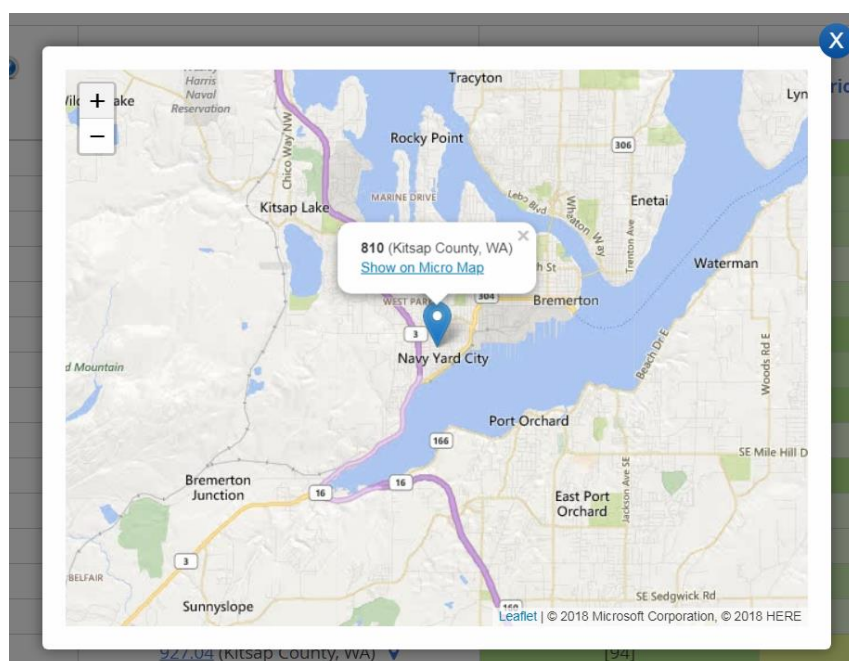 X
Harris
Naval
Reservation
Tracyton
+
−
Lyn
Rocky Point
306
Chico Way NW
Kitsap Lake
MARINE DRIVE
Lebo Blvd
Wheaton Way
Enetai
Trenton Ave
×
810 (Kitsap County, WA)
Show on Micro Map
h St
Waterman
WEST PAR
304
Bremerton
3
Navy Yard City
Beach Dr E
Woods Rd E
d Mountain
Port Orchard
166
SE Mile Hill D
Bremerton
Junction
16
16
East Port
Orchard
Jackson Ave SE
3
BELFAIR
Sunnyslope
SE Sedgwick Rd
Leaflet | © 2018 Microsoft Corporation, © 2018 HERE
927.04 (Kitsap County, WA)
[94]